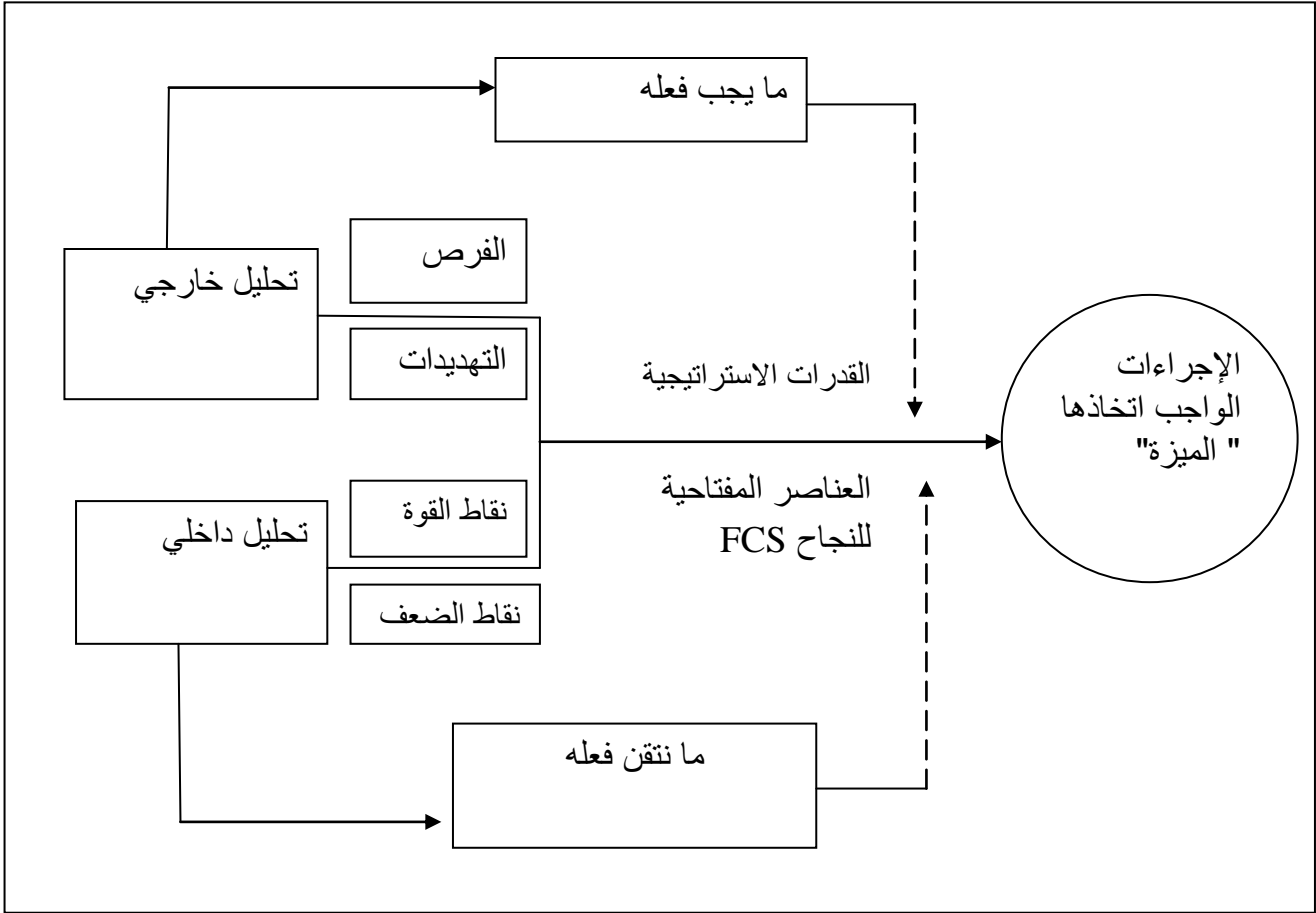 ما يجب فعله
الفرص
تحليل خارجي
التهديدات
القدرات الاستراتيجية
الإجراءات
الواجب اتخاذها
" الميزة"
العناصر المفتاحية
للنجاح FCS
نقاط القوة
تحليل داخلي
نقاط الضعف
ما نتقن فعله